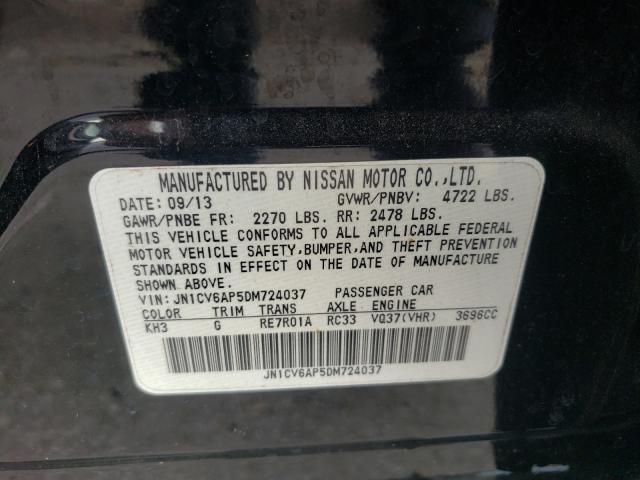 MANUFACTURED BY NISSAN MOTOR CO.,LTD.
DATE: 09/13 GVWR/PNBV: 4722 LBS.
GAWR/PNBE FR: 2270 LBS. RR: 2478 LBS.
THIS VEHICLE CONFORMS TO ALL APPLICABLE FEDERAL
MOTOR VEHICLE SAFETY, BUMPER, AND THEFT PREVENTION
STANDARDS IN EFFECT ON THE DATE OF MANUFACTURE
SHOWN ABOVE.
VIN: JN1CV6AP5DM724037 PASSENGER CAR
COLOR TRIM TRANS AXLE ENGINE
KH3 G RE7R01A RC33 VQ37(VHR) 3696CC
JN1CV6AP5DM724037